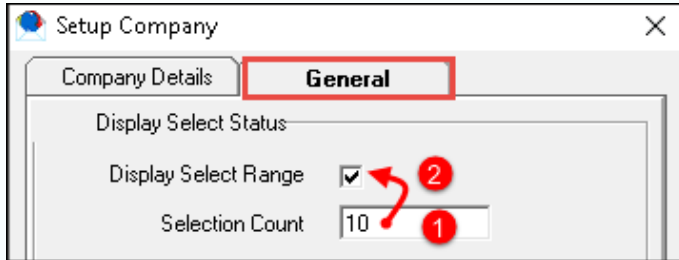 Setup Company
Company Details General
Display Select Status
Display Select Range 2
Selection Count 10 1